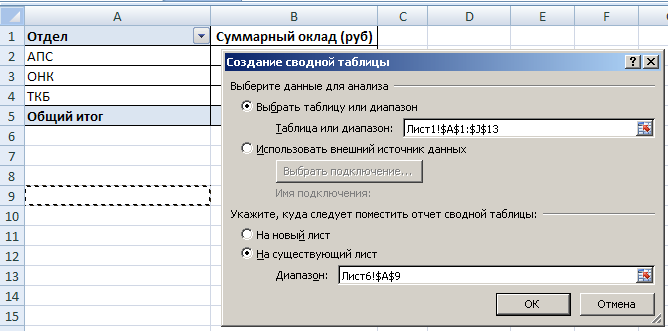 A B C D E F G
1 Отдел Суммарный оклад (руб)
2 АПС
3 ОНК
4 ТКБ
5 Общий итог
6
7
8
9
10
11
12
13
14
15
Создание сводной таблицы
Выберите данные для анализа
Выбрать таблицу или диапазон
Таблица или диапазон: Лист1!$A$1:$J$13
Использовать внешний источник данных
Выбрать подключение...
Имя подключения:
Укажите, куда следует поместить отчет сводной таблицы:
На новый лист
На существующий лист
Диапазон: Лист6!$A$9
ОК Отмена